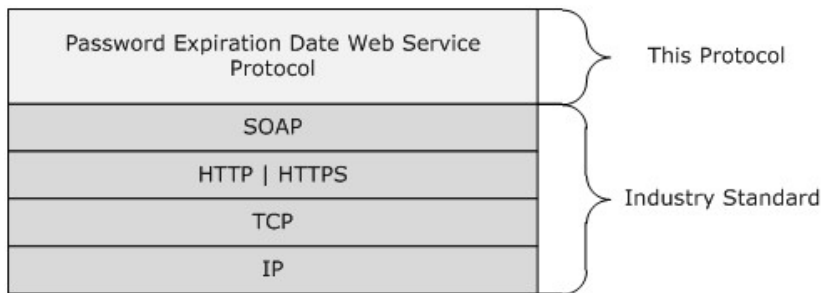 Password Expiration Date Web Service
Protocol
This Protocol
SOAP
HTTP | HTTPS
TCP
IP
Industry Standard